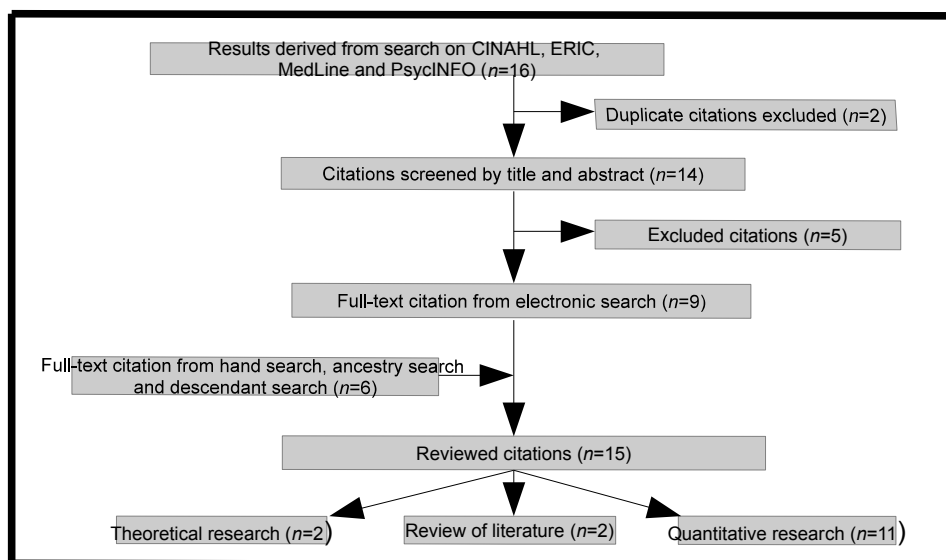 Results derived from search on CINAHL, ERIC,
MedLine and PsycINFO (n=16)
Duplicate citations excluded (n=2)
Citations screened by title and abstract (n=14)
Excluded citations (n=5)
Full-text citation from electronic search (n=9)
Full-text citation from hand search, ancestry search
and descendant search (n=6)
Reviewed citations (n=15)
Theoretical research (n=2)
Review of literature (n=2)
Quantitative research (n=11)